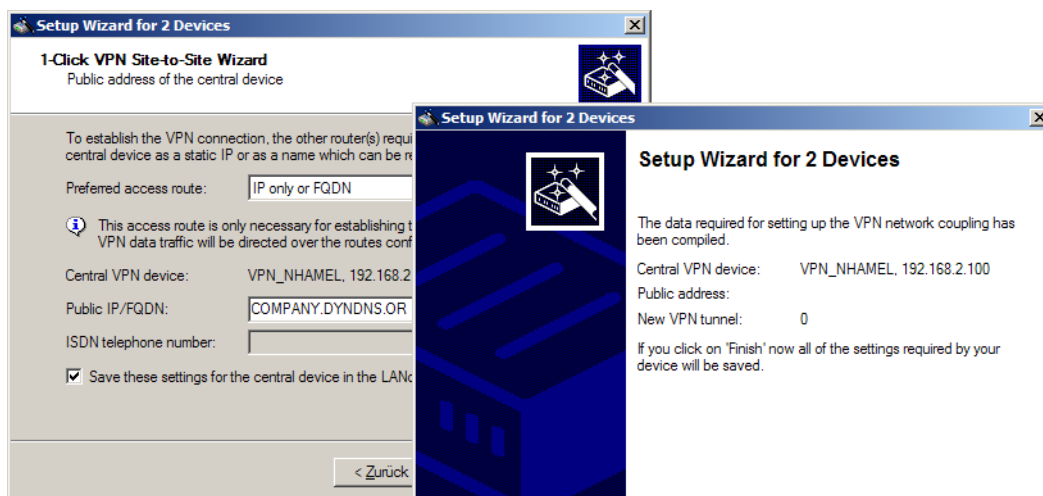 Setup Wizard for 2 Devices
1-Click VPN Site-to-Site Wizard
Public address of the central device
To establish the VPN connection, the other router(s) requi
central device as a static IP or as a name which can be re
Preferred access route: IP only or FQDN
This access route is only necessary for establishing t
VPN data traffic will be directed over the routes conf
Central VPN device: VPN_NHAMEL, 192.168.2
Public IP/FQDN: COMPANY.DYNDNS.OR
ISDN telephone number:
Save these settings for the central device in the LANc
< Zurück
Setup Wizard for 2 Devices
Setup Wizard for 2 Devices
The data required for setting up the VPN network coupling has
been compiled.
Central VPN device: VPN_NHAMEL, 192.168.2.100
Public address:
New VPN tunnel: 0
If you click on 'Finish' now all of the settings required by your
device will be saved.